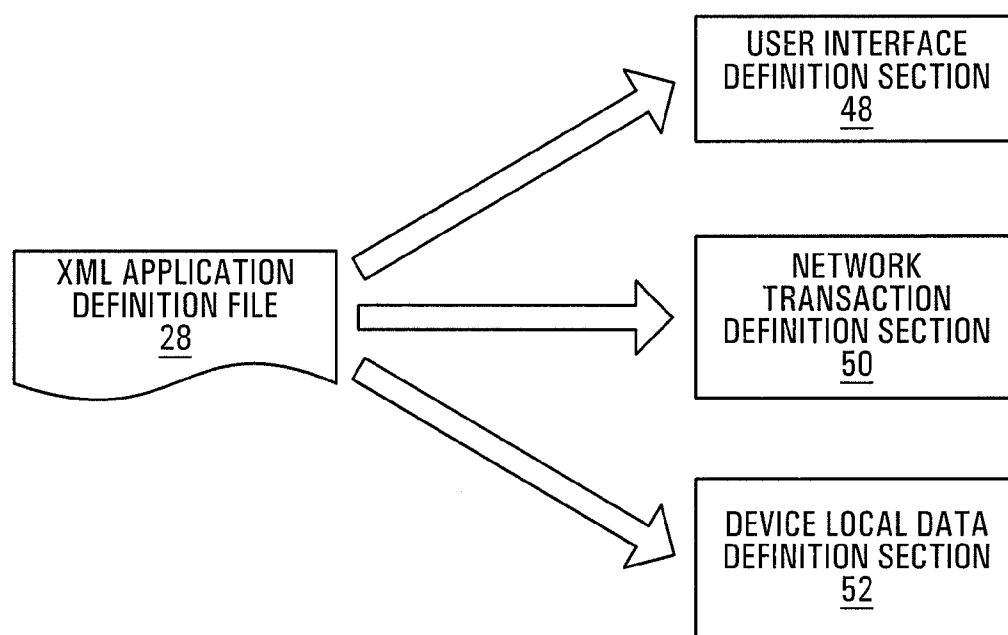 XML APPLICATION
DEFINITION FILE
28
USER INTERFACE
DEFINITION SECTION
48
NETWORK
TRANSACTION
DEFINITION SECTION
50
DEVICE LOCAL DATA
DEFINITION SECTION
52